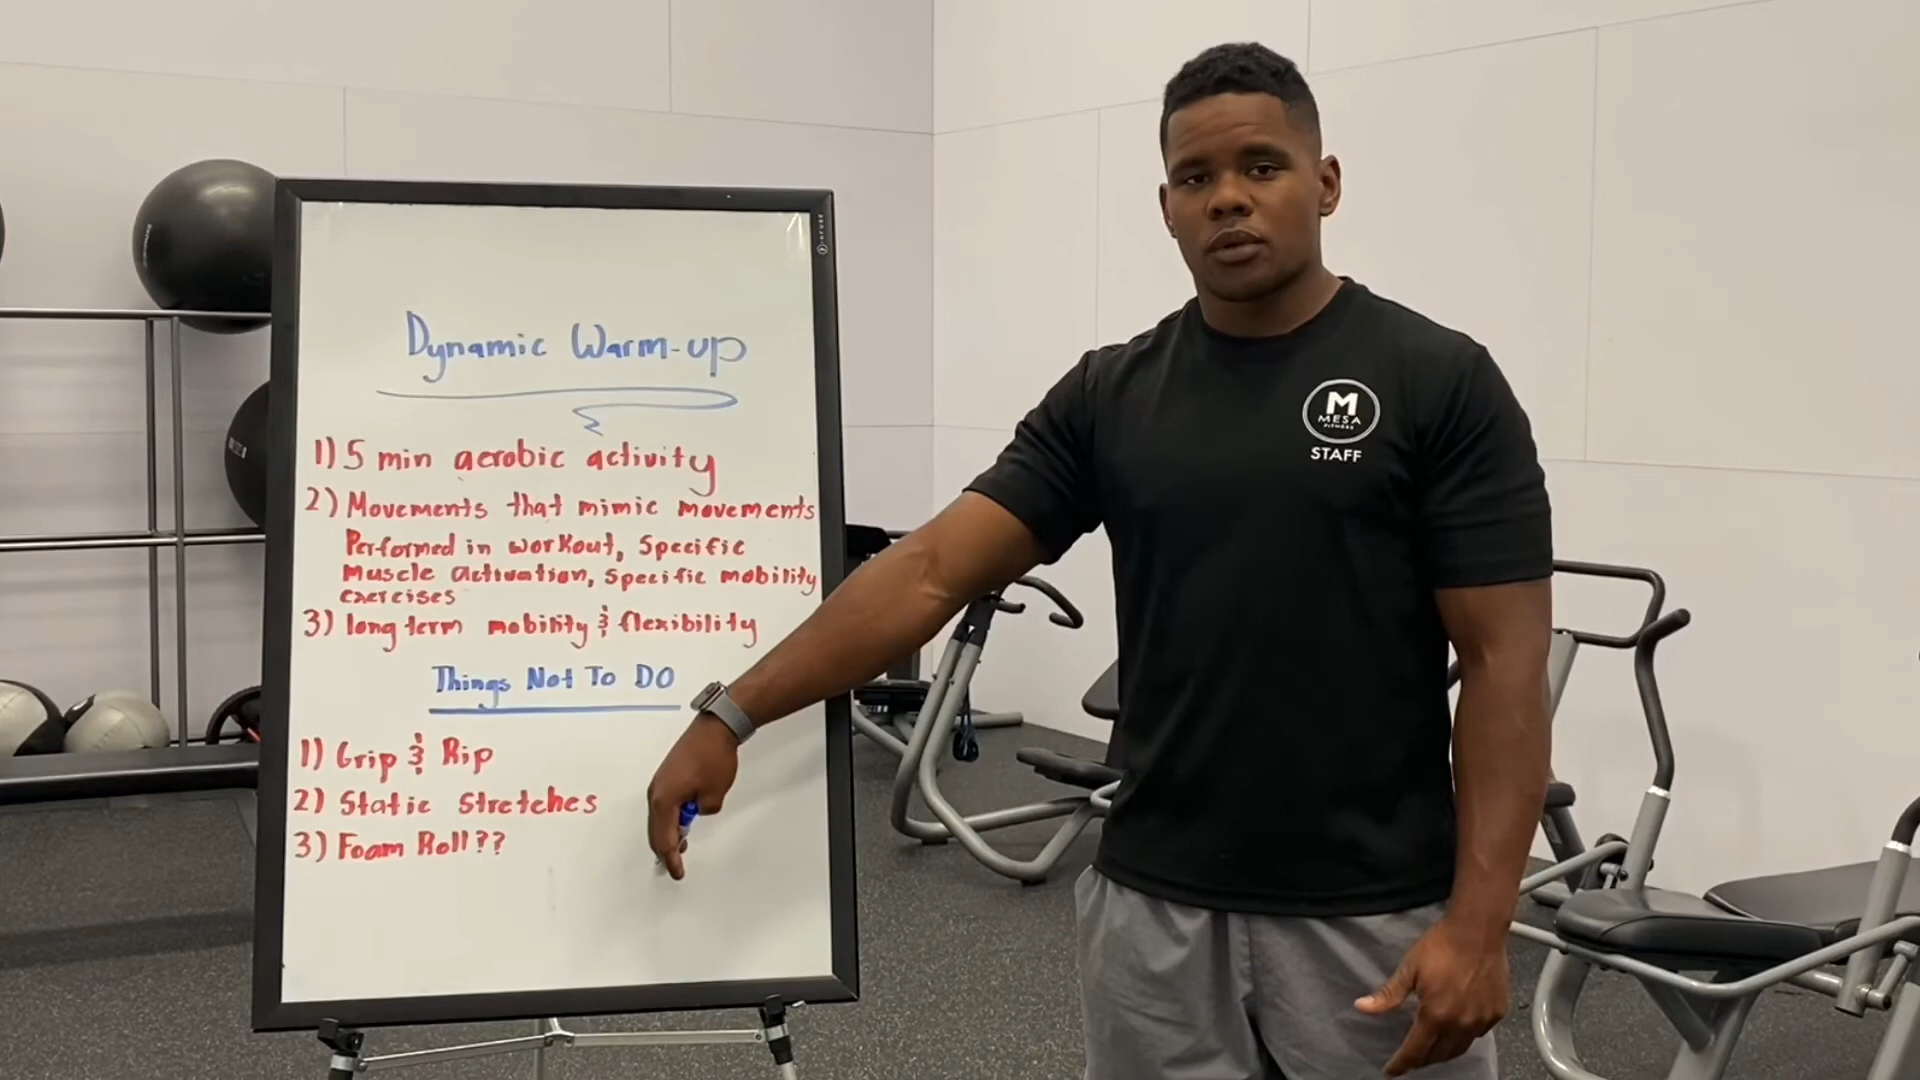 Dynamic Warm-up
1) 5 min aerobic activity
2) Movements that mimic movements
Performed in workout, Specific
Muscle activation, specific mobility
exercises
3) long term mobility & flexibility
Things Not To DO
1) Grip & Rip
2) Static Stretches
3) Foam Roll??
M
MESA
FITNESS
STAFF